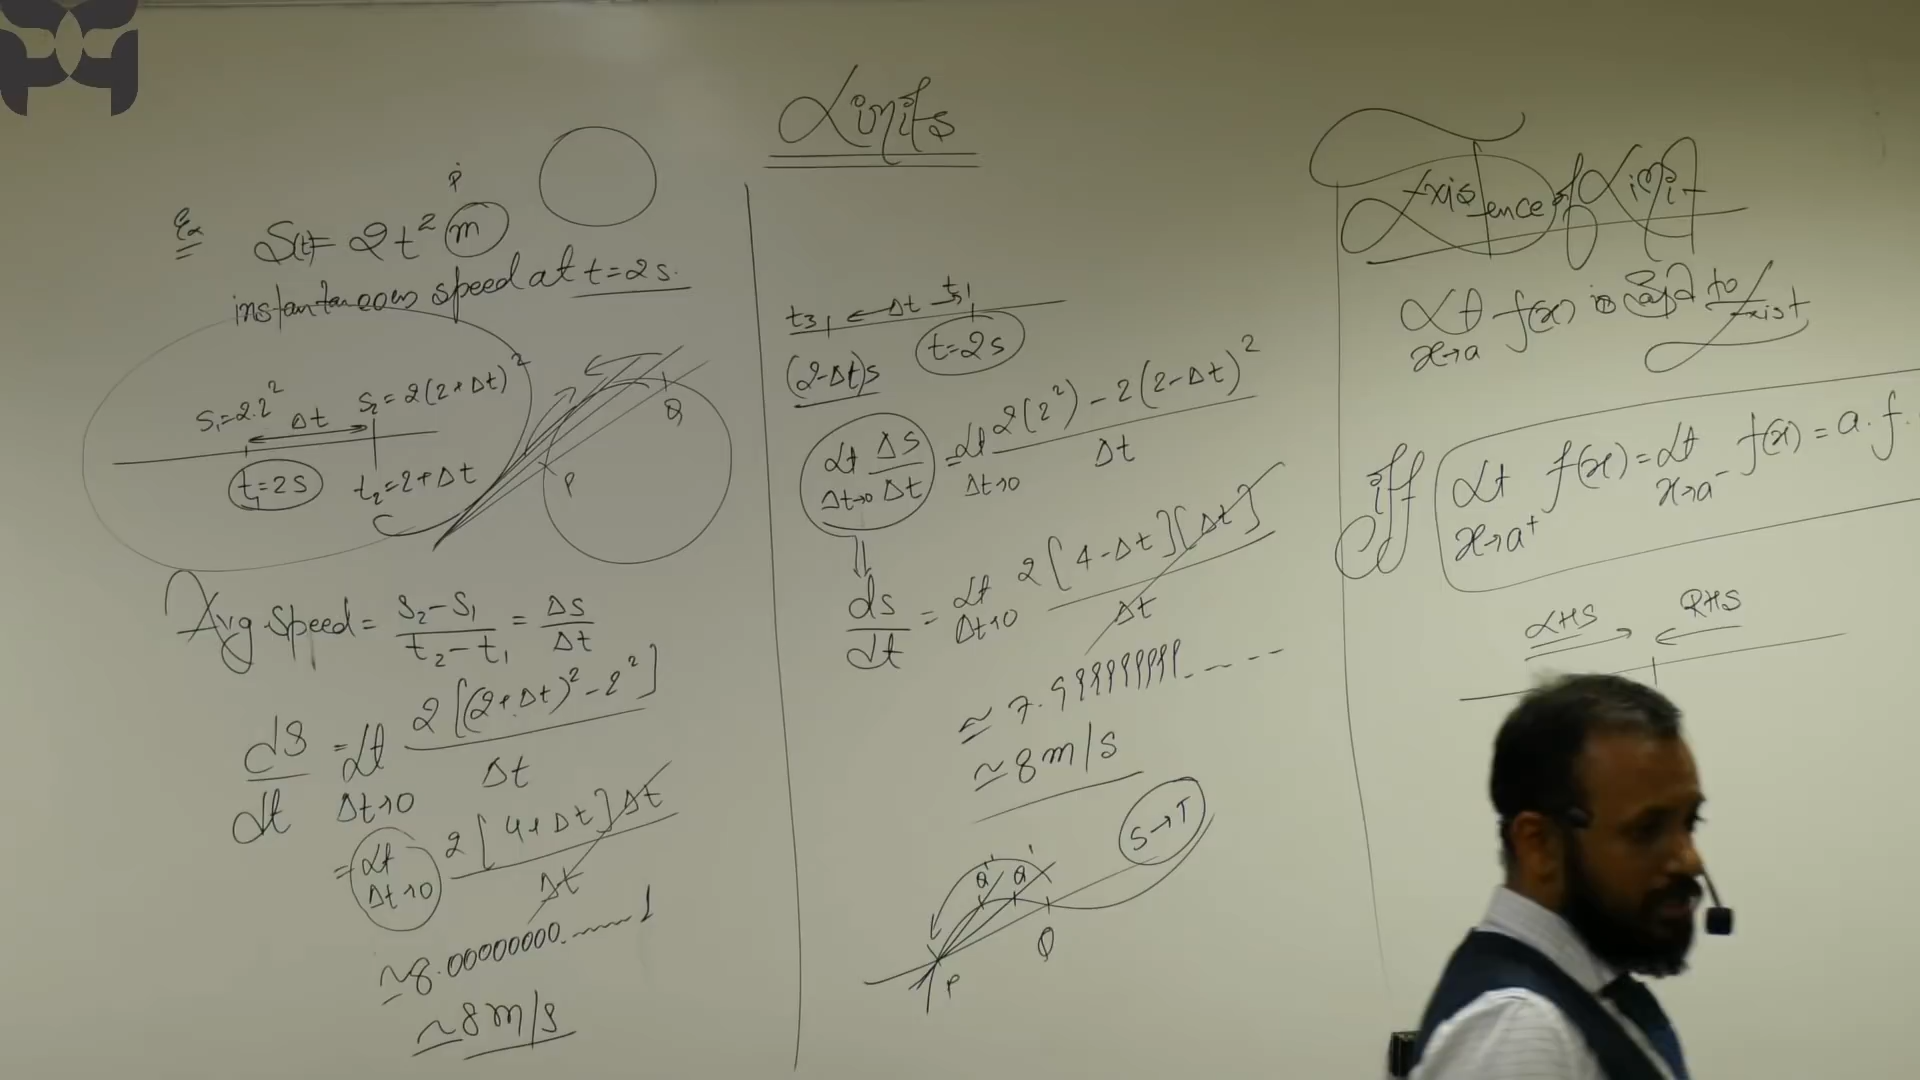 Limits
Ex S(t)= 2t² m
instantaneous speed at t=2s.
S₁=2.2² Δt S₂=2(2+Δt)²
t₁=2s t₂=2+Δt
P
Q
P
Avg Speed = S₂-S₁ / t₂-t₁ = ΔS / Δt
dS/dt = Lt Δt→0 2[(2+Δt)²-2²] / Δt
= Lt Δt→0 2[4+Δt]Δt / Δt
≃8.00000000.......1
≃8m/s
Δt
(2-Δt)s t=2s
Lt Δt→0 ΔS/Δt = Lt Δt→0 2(2²)-2(2-Δt)² / Δt
ds/dt = Lt Δt→0 2[4-Δt][Δt] / Δt
≃ 7.9999999999....
≃8m/s
S→T
Q Q
P Q
Existence of Limit
Lt x→a f(x) is said to Exist
iff Lt x→a⁺ f(x) = Lt x→a⁻ f(x) = a.f.
LHS RHS